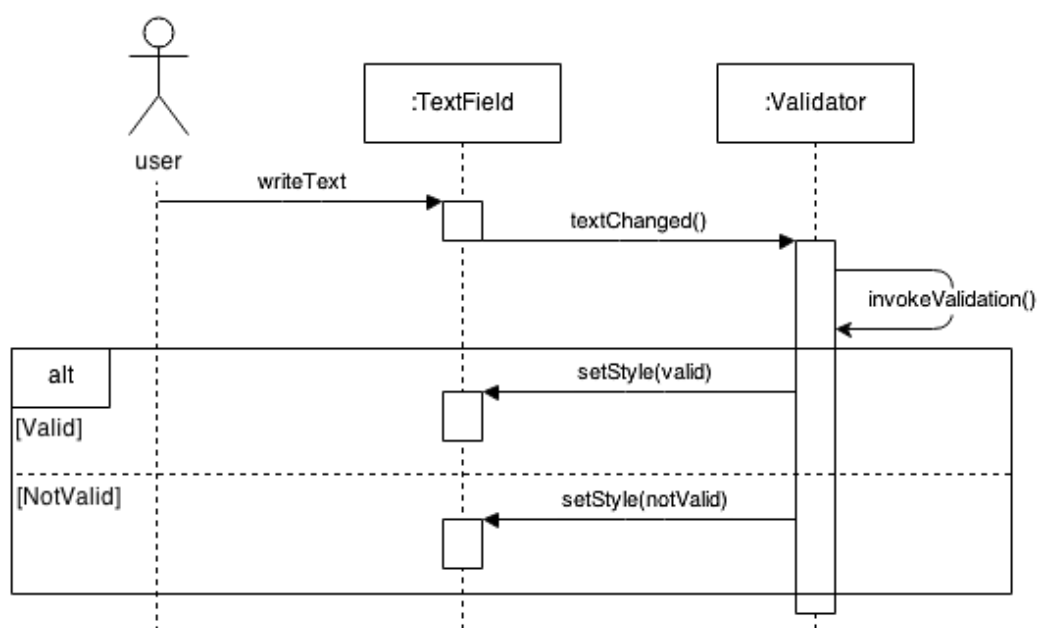 :TextField
:Validator
user
writeText
textChanged()
invokeValidation()
alt
setStyle(valid)
[Valid]
[NotValid]
setStyle(notValid)